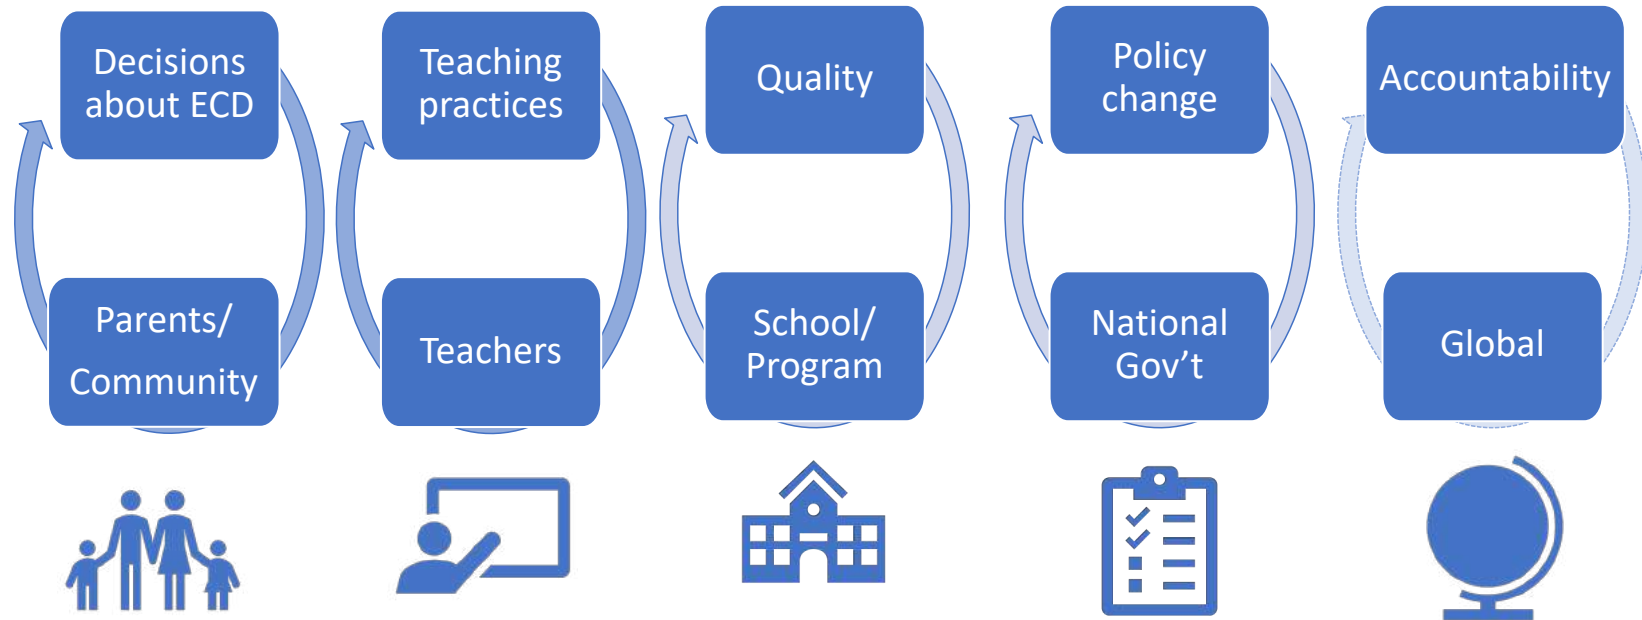 Decisions
about ECD
Teaching
practices
Quality
Policy
change
Accountability
Parents/
Community
Teachers
School/
Program
National
Gov’t
Global